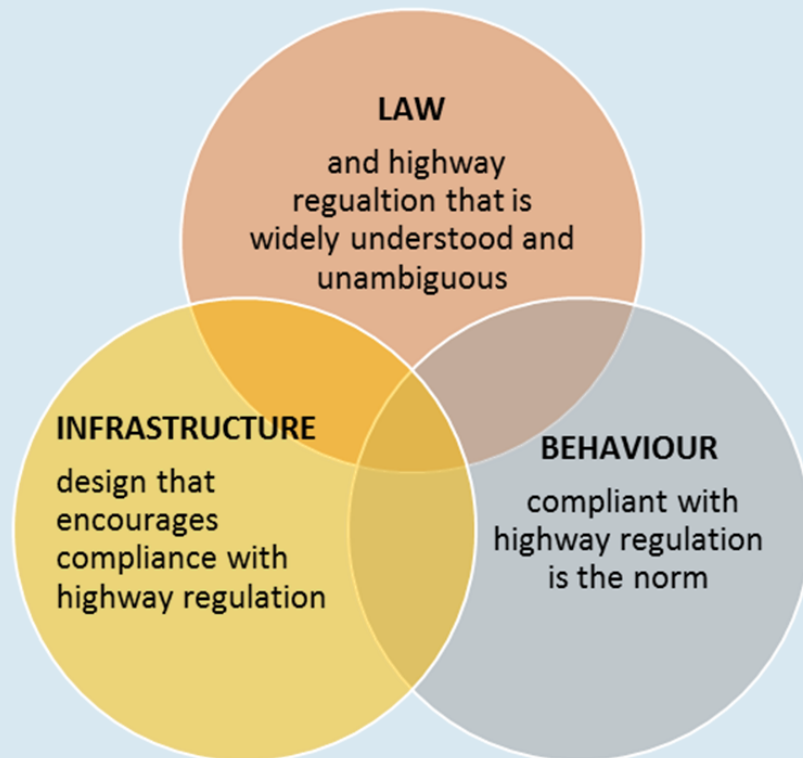 LAW
and highway
regualtion that is
widely understood and
unambiguous
INFRASTRUCTURE
design that
encourages
compliance with
highway regulation
BEHAVIOUR
compliant with
highway regulation
is the norm